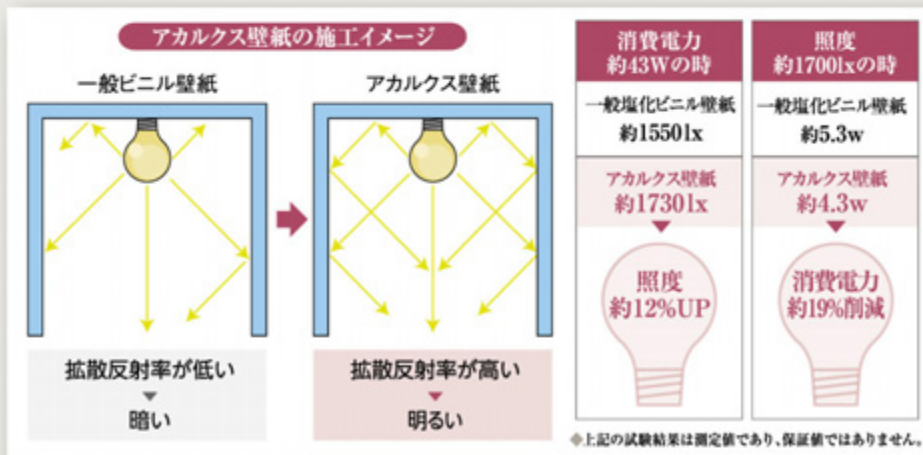 アカルクス壁紙の施工イメージ
一般ビニル壁紙
アカルクス壁紙
拡散反射率が低い
暗い
拡散反射率が高い
明るい
消費電力
約43Wの時
一般塩化ビニル壁紙
約1550lx
アカルクス壁紙
約1730lx
照度
約12%UP
照度
約1700lxの時
一般塩化ビニル壁紙
約5.3w
アカルクス壁紙
約4.3w
消費電力
約19%削減
◆上記の試験結果は測定値であり、保証値ではありません。